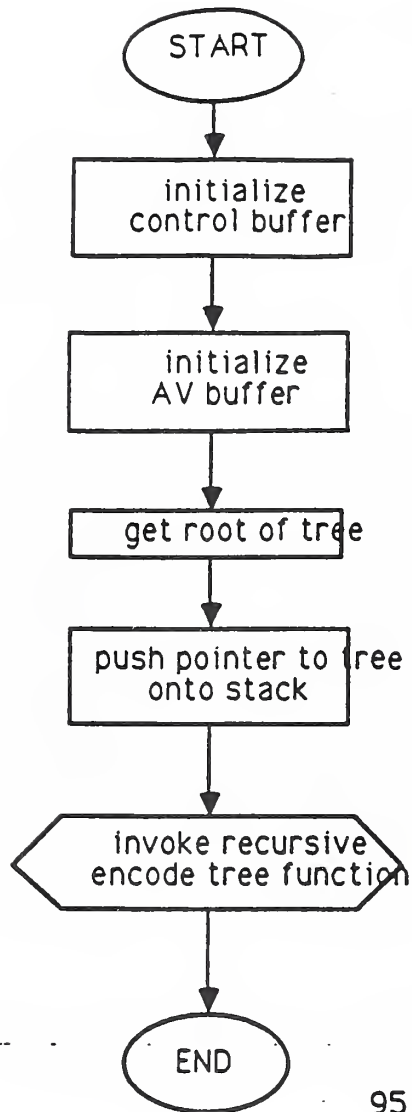 START
initialize
control buffer
initialize
AV buffer
get root of tree
push pointer to tree
onto stack
invoke recursive
encode tree function
END
95